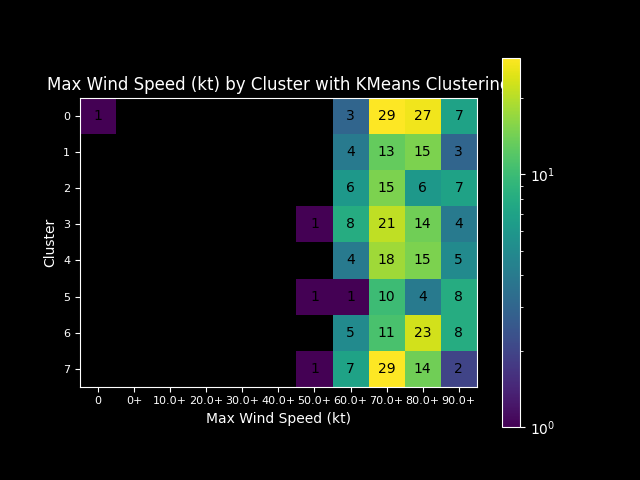 Max Wind Speed (kt) by Cluster with KMeans Clustering
0 1 3 29 27 7
1 4 13 15 3
2 6 15 6 7
3 1 8 21 14 4
4 4 18 15 5
5 1 1 10 4 8
6 5 11 23 8
7 1 7 29 14 2
Cluster
0 0+ 10.0+ 20.0+ 30.0+ 40.0+ 50.0+ 60.0+ 70.0+ 80.0+ 90.0+
Max Wind Speed (kt)
10¹
10⁰